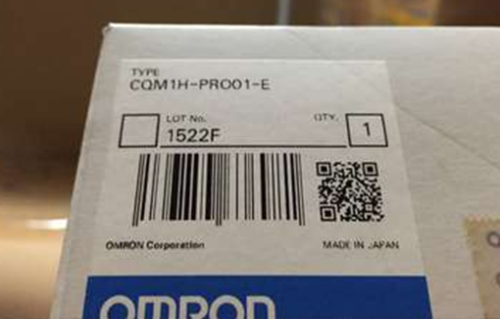 TYPE
CQM1H-PRO01-E
LOT No. QTY.
1522F 1
OMRON Corporation MADE IN JAPAN
OMRON